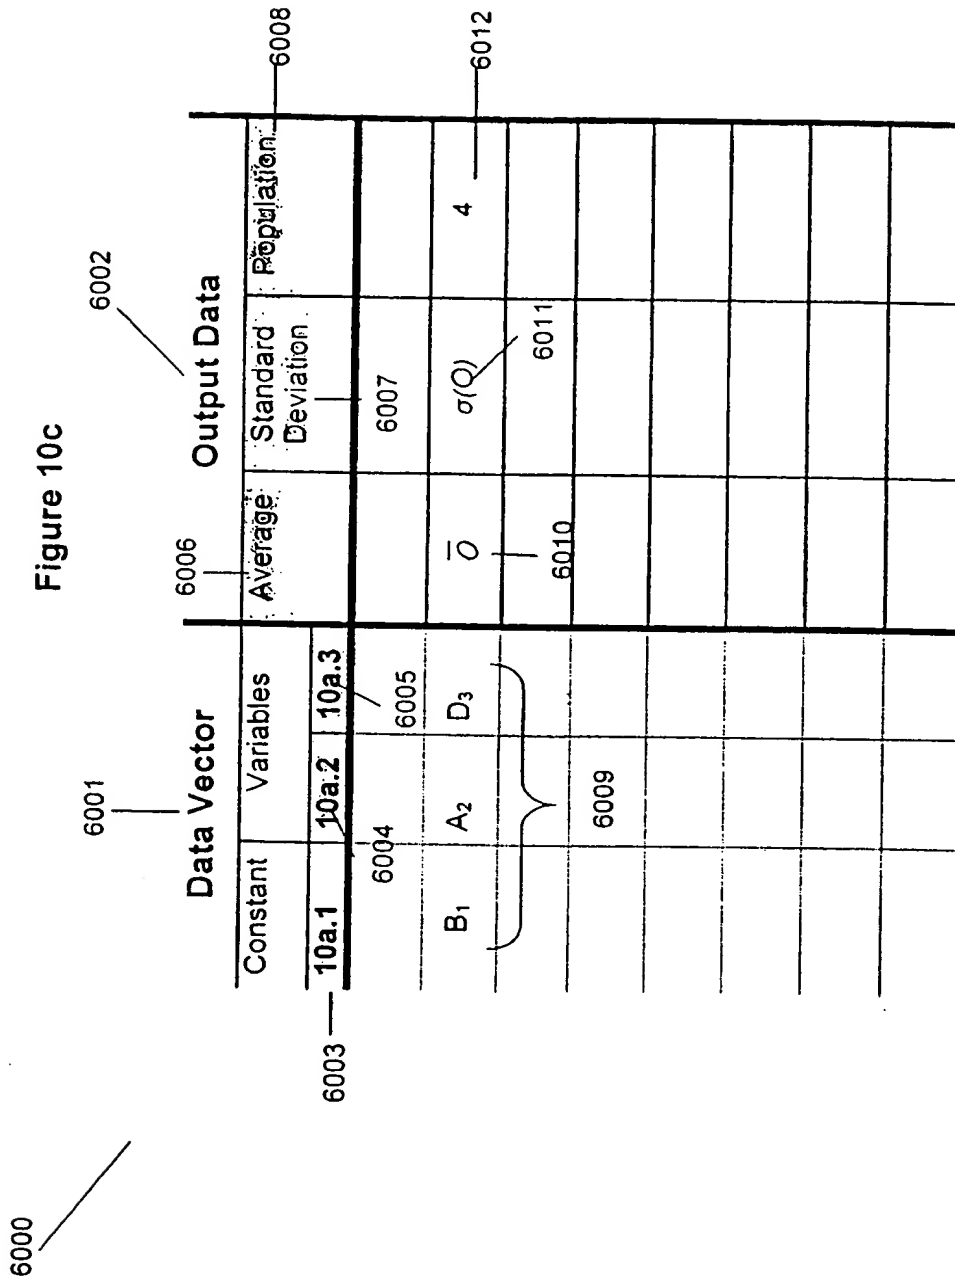 Figure 10c
6000
6001
6002
Data Vector
Output Data
6006
6008
Constant
Variables
Average
Standard
Deviation
Population
6003
10a.1
10a.2
10a.3
6004
6005
6007
B1
A2
D3
O
σ(O)
4
6012
6009
6010
6011